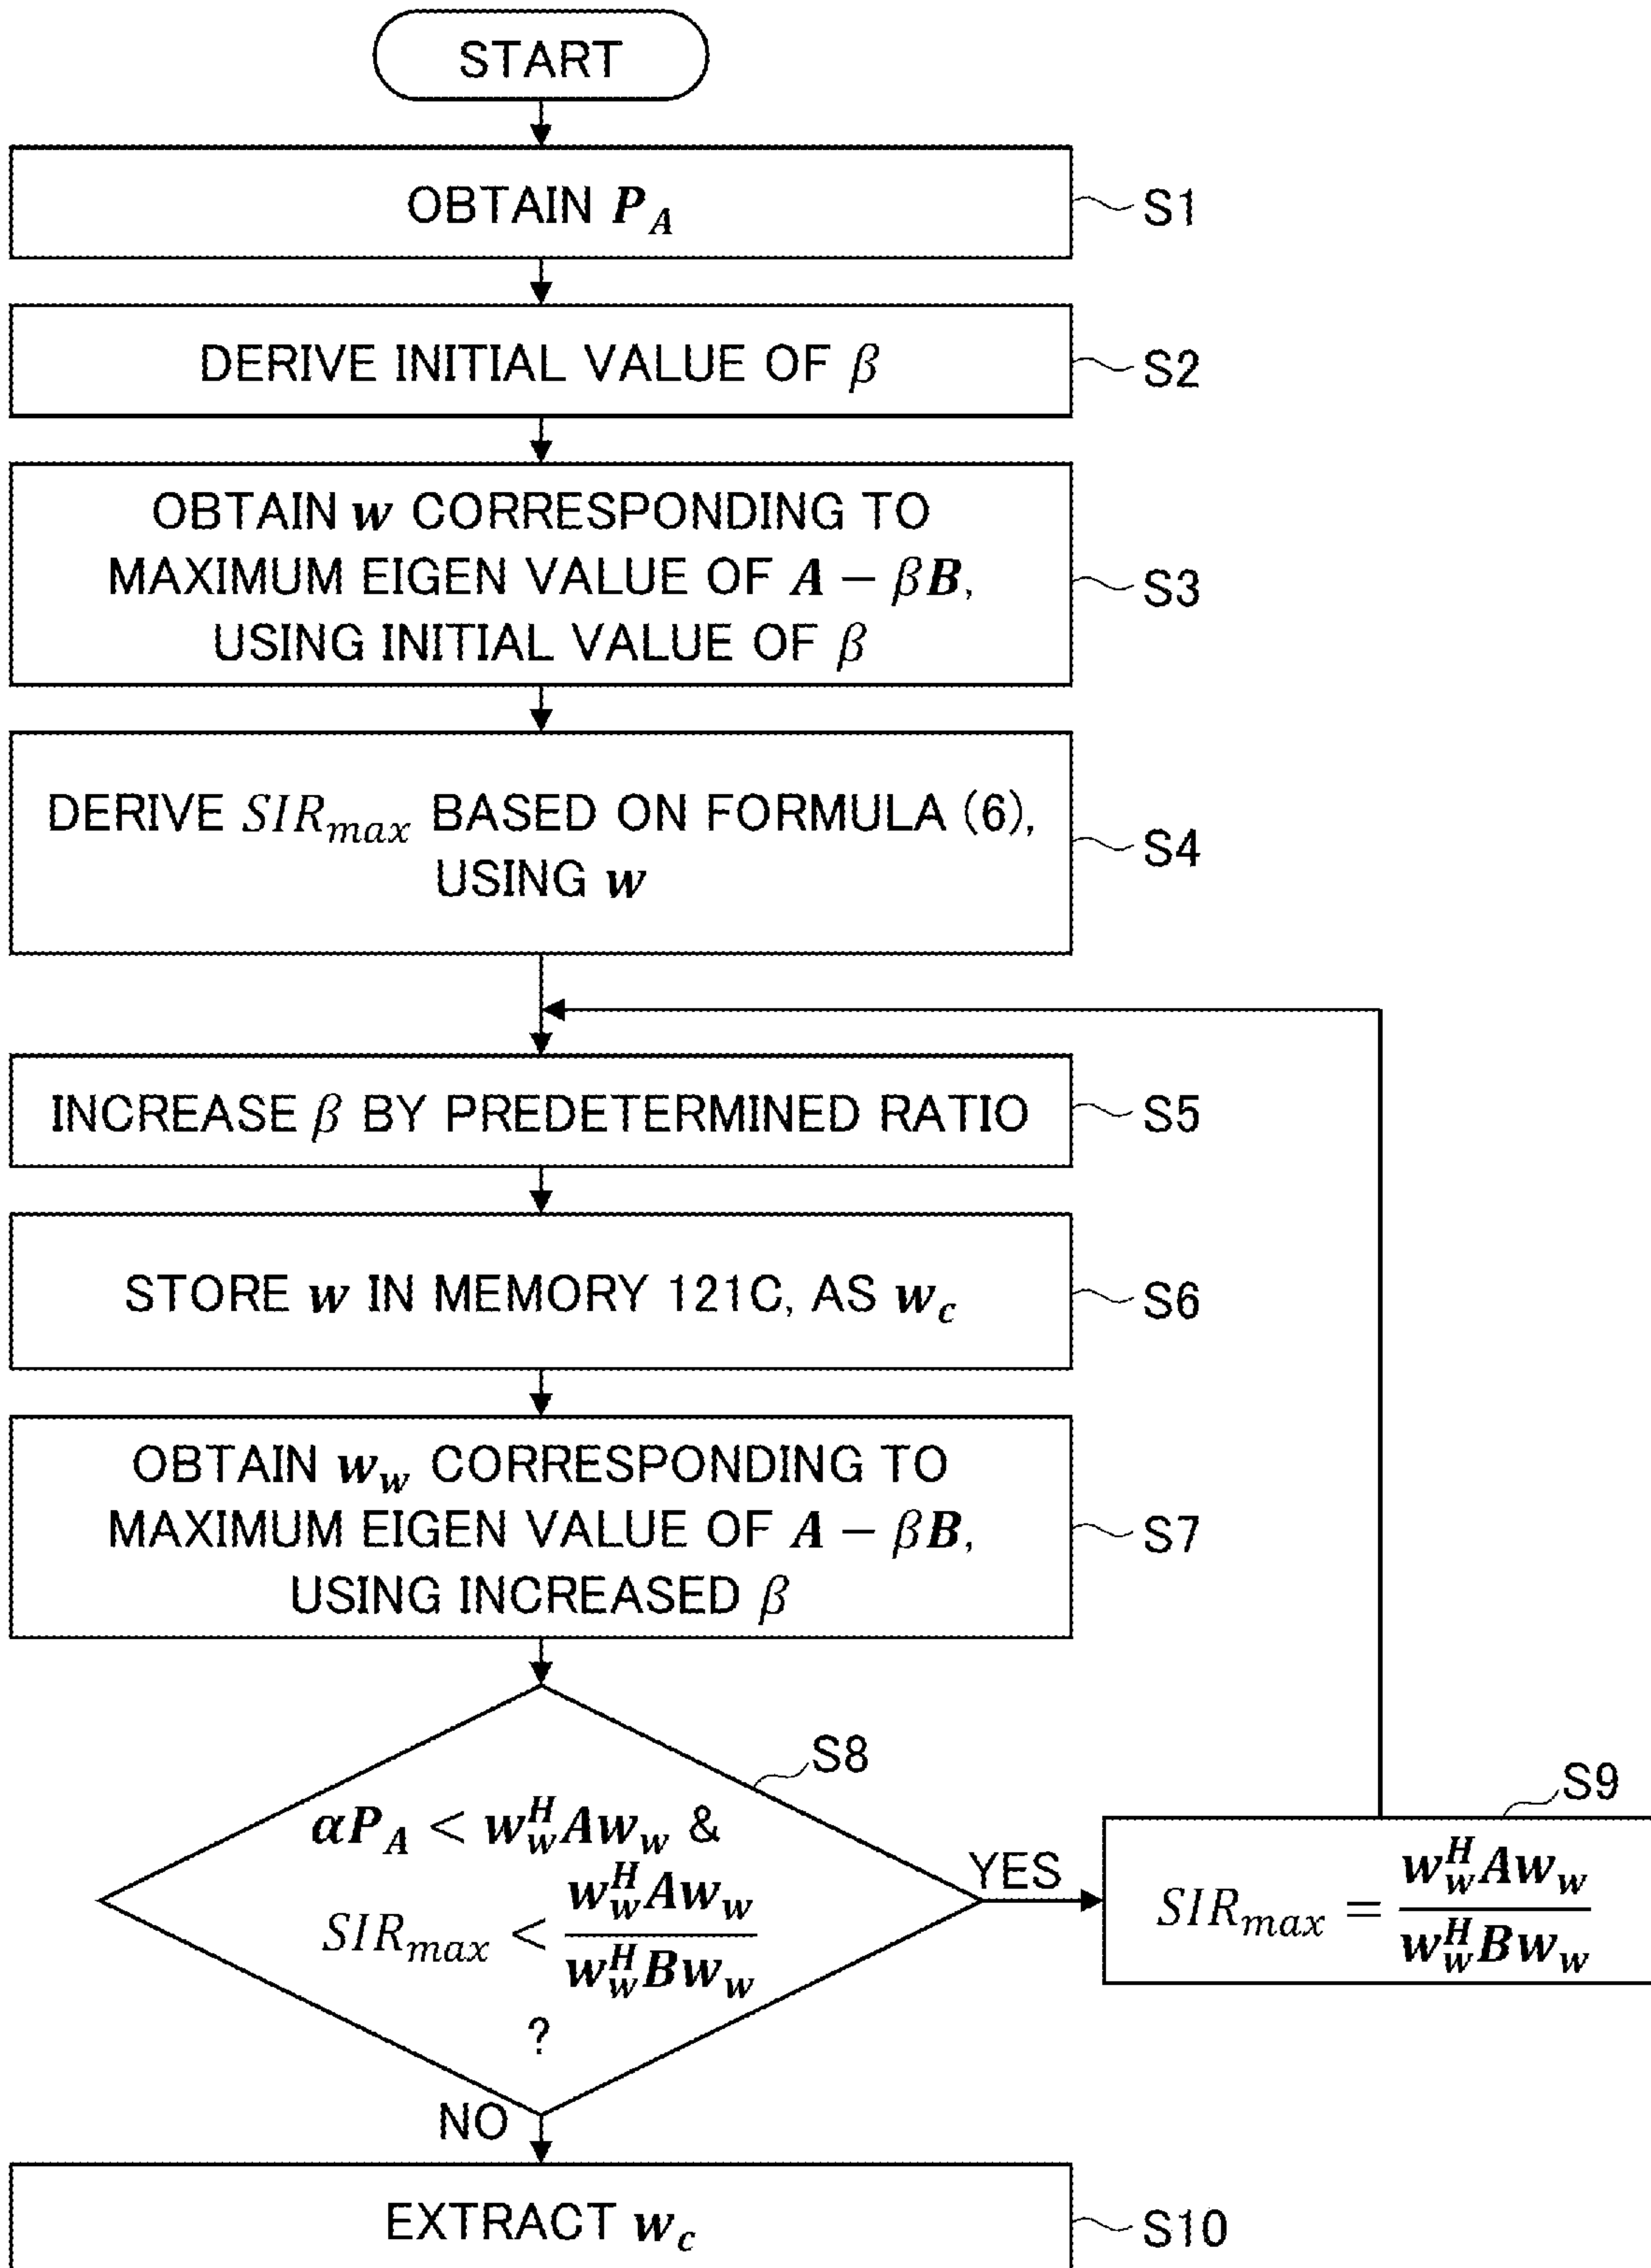 START
OBTAIN P_A
S1
DERIVE INITIAL VALUE OF β
S2
OBTAIN w CORRESPONDING TO
MAXIMUM EIGEN VALUE OF A − βB,
USING INITIAL VALUE OF β
S3
DERIVE SIR_max BASED ON FORMULA (6),
USING w
S4
INCREASE β BY PREDETERMINED RATIO
S5
STORE w IN MEMORY 121C, AS w_c
S6
OBTAIN w_w CORRESPONDING TO
MAXIMUM EIGEN VALUE OF A − βB,
USING INCREASED β
S7
S8
αP_A < w_w^H A w_w &
SIR_max < w_w^H A w_w / w_w^H B w_w
?
YES
S9
SIR_max = w_w^H A w_w / w_w^H B w_w
NO
EXTRACT w_c
S10